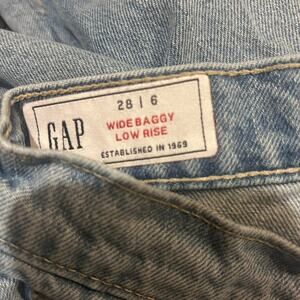 28 | 6
GAP
WIDE BAGGY
LOW RISE
ESTABLISHED IN 1969